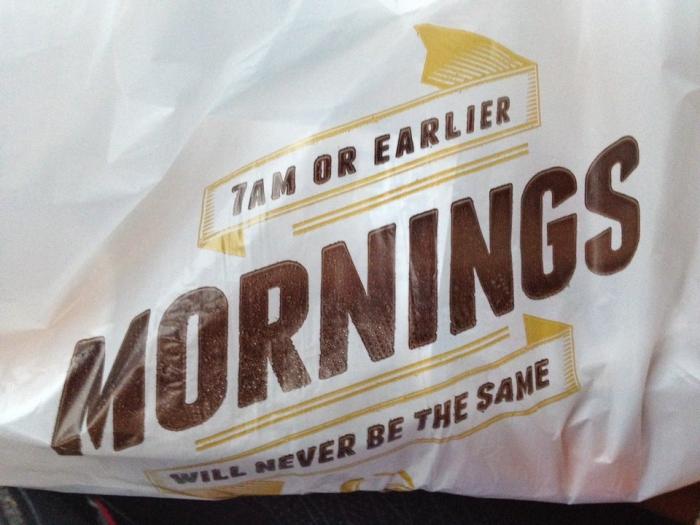 7AM OR EARLIER
MORNINGS
WILL NEVER BE THE SAME